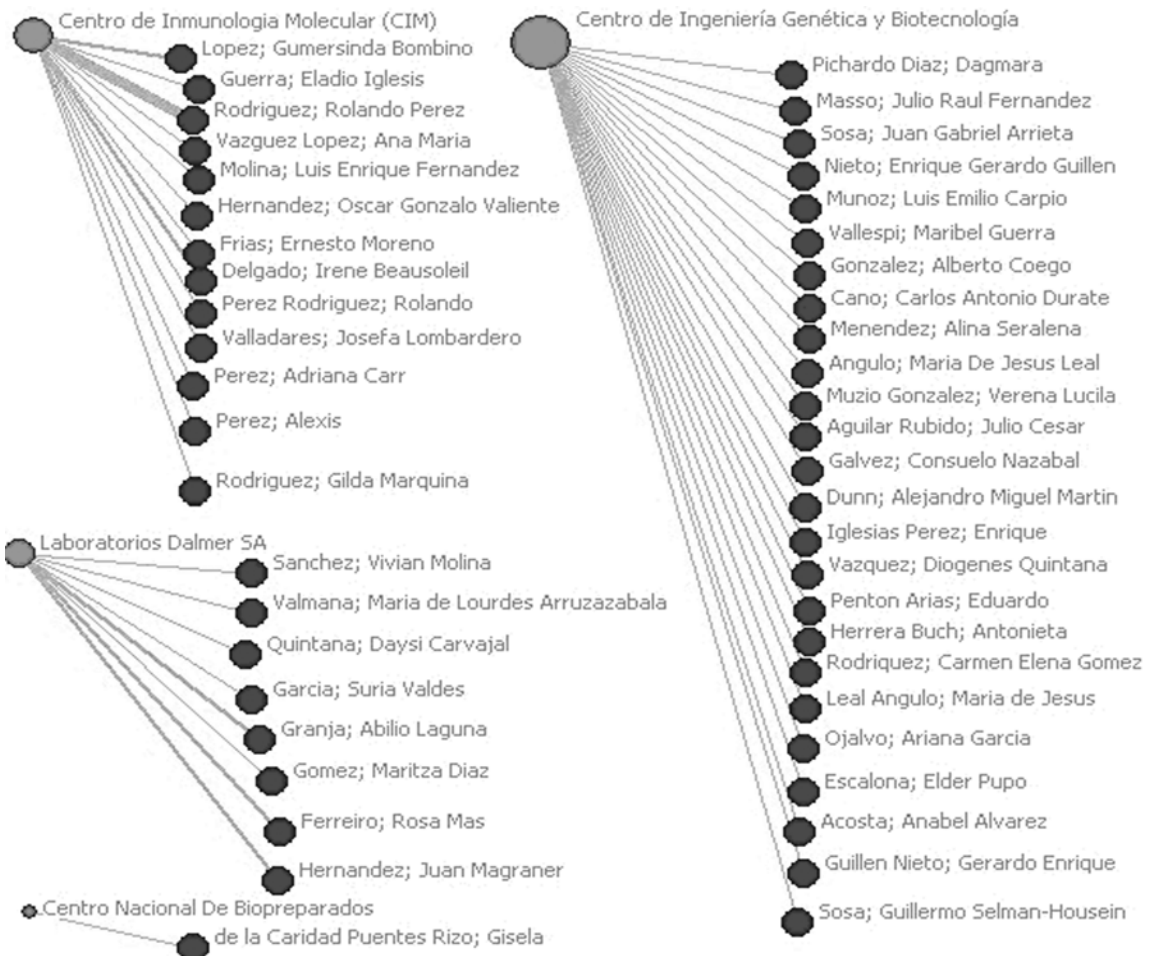 Centro de Inmunologia Molecular (CIM)
Lopez; Gumersinda Bombino
Guerra; Eladio Iglesis
Rodriguez; Rolando Perez
Vazguez Lopez; Ana Maria
Molina; Luis Enrique Fernandez
Hernandez; Oscar Gonzalo Valiente
Frias; Ernesto Moreno
Delgado; Irene Beausoleil
Perez Rodriguez; Rolando
Valladares; Josefa Lombardero
Perez; Adriana Carr
Perez; Alexis
Rodriguez; Gilda Marquina
Laboratorios Dalmer SA
Sanchez; Vivian Molina
Valmana; Maria de Lourdes Arruzazabala
Quintana; Daysi Carvajal
Garcia; Suria Valdes
Granja; Abilio Laguna
Gomez; Maritza Diaz
Ferreiro; Rosa Mas
Hernandez; Juan Magraner
Centro Nacional De Biopreparados
de la Caridad Puentes Rizo; Gisela
Centro de Ingeniería Genética y Biotecnología
Pichardo Diaz; Dagmara
Masso; Julio Raul Fernandez
Sosa; Juan Gabriel Arrieta
Nieto; Enrique Gerardo Guillen
Munoz; Luis Emilio Carpio
Vallespi; Maribel Guerra
Gonzalez; Alberto Coego
Cano; Carlos Antonio Durate
Menendez; Alina Seralena
Angulo; Maria De Jesus Leal
Muzio Gonzalez; Verena Lucila
Aguilar Rubido; Julio Cesar
Galvez; Consuelo Nazabal
Dunn; Alejandro Miguel Martin
Iglesias Perez; Enrique
Vazquez; Diogenes Quintana
Penton Arias; Eduardo
Herrera Buch; Antonieta
Rodriquez; Carmen Elena Gomez
Leal Angulo; Maria de Jesus
Ojalvo; Ariana Garcia
Escalona; Elder Pupo
Acosta; Anabel Alvarez
Guillen Nieto; Gerardo Enrique
Sosa; Guillermo Selman-Housein